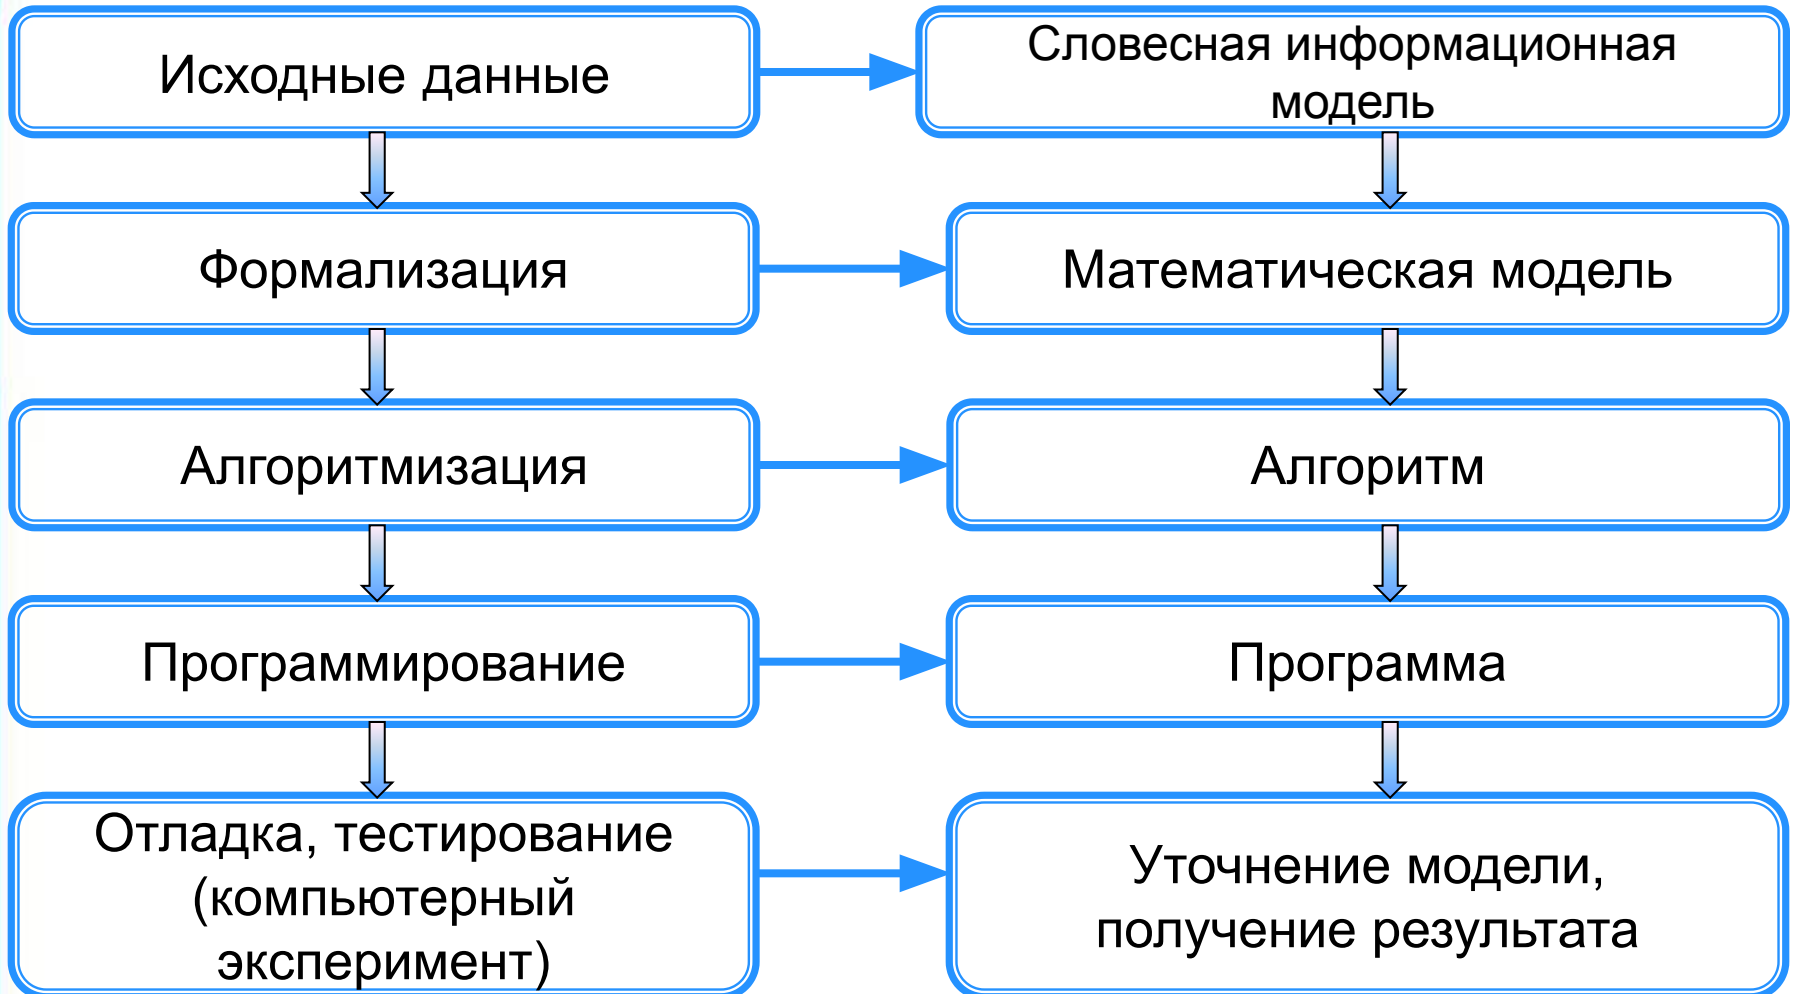 Исходные данные
Словесная информационная
модель
Формализация
Математическая модель
Алгоритмизация
Алгоритм
Программирование
Программа
Отладка, тестирование
(компьютерный
эксперимент)
Уточнение модели,
получение результата